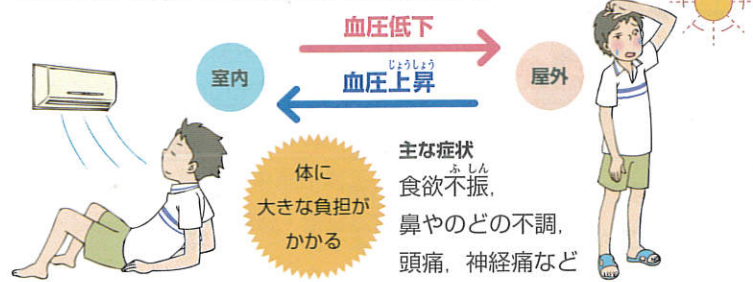 血圧低下
室内
じょうしょう
血圧上昇
屋外
体に
大きな負担が
かかる
主な症状
ふしん
食欲不振,
鼻やのどの不調,
頭痛, 神経痛など